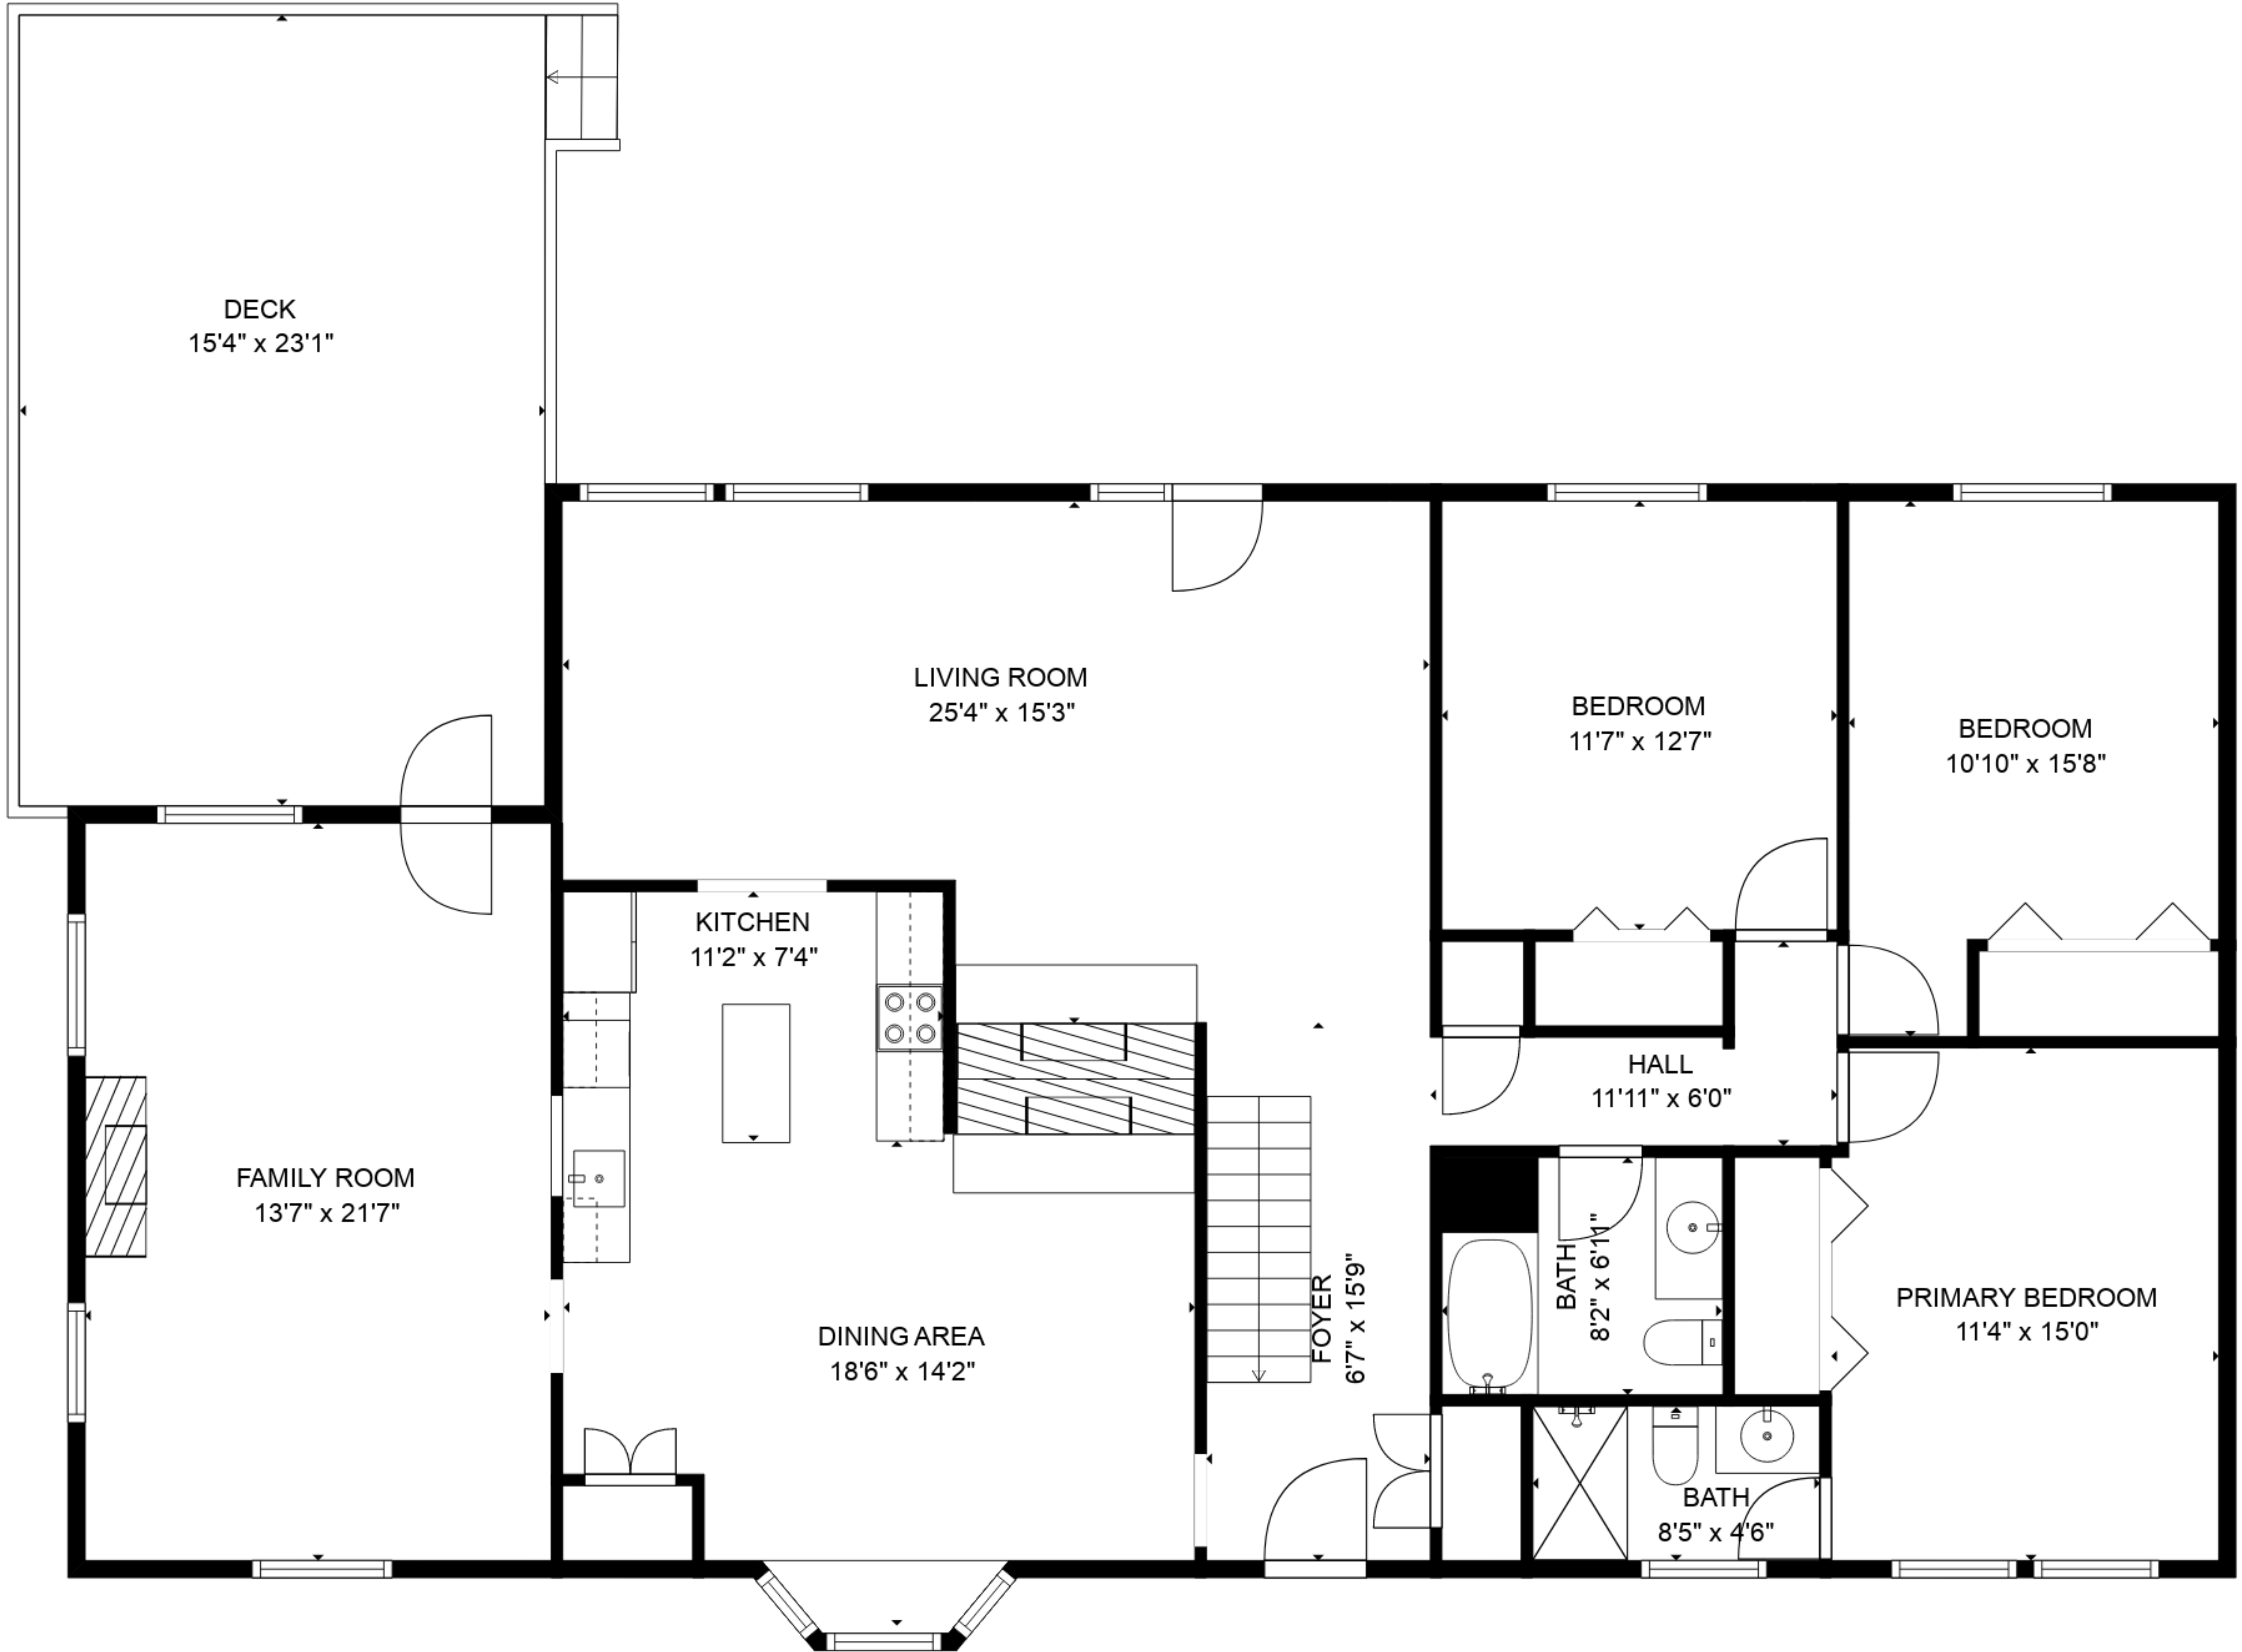 DECK
15'4" x 23'1"
LIVING ROOM
25'4" x 15'3"
BEDROOM
11'7" x 12'7"
BEDROOM
10'10" x 15'8"
KITCHEN
11'2" x 7'4"
HALL
11'11" x 6'0"
FAMILY ROOM
13'7" x 21'7"
DINING AREA
18'6" x 14'2"
FOYER
6'7" x 15'9"
BATH
8'2" x 6'11"
PRIMARY BEDROOM
11'4" x 15'0"
BATH
8'5" x 4'6"